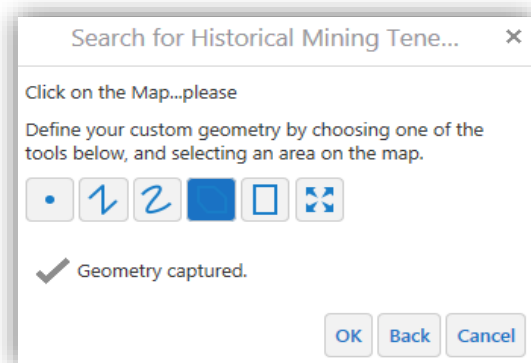 Search for Historical Mining Tene...
Click on the Map...please
Define your custom geometry by choosing one of the
tools below, and selecting an area on the map.
Geometry captured.
OK Back Cancel